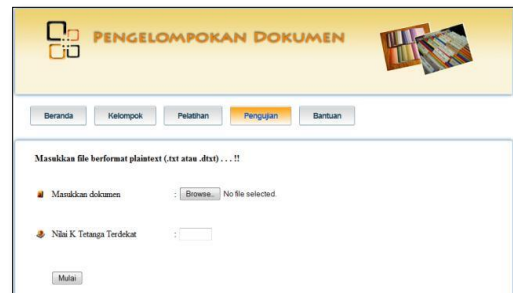 PENGELOMPOKAN DOKUMEN
Beranda Kelompok Pelatihan Pengujian Bantuan
Masukkan file berformat plaintext (.txt atau .dtxt) . . . !!
Masukkan dokumen : Browse.. No file selected.
Nilai K Tetanga Terdekat :
Mulai